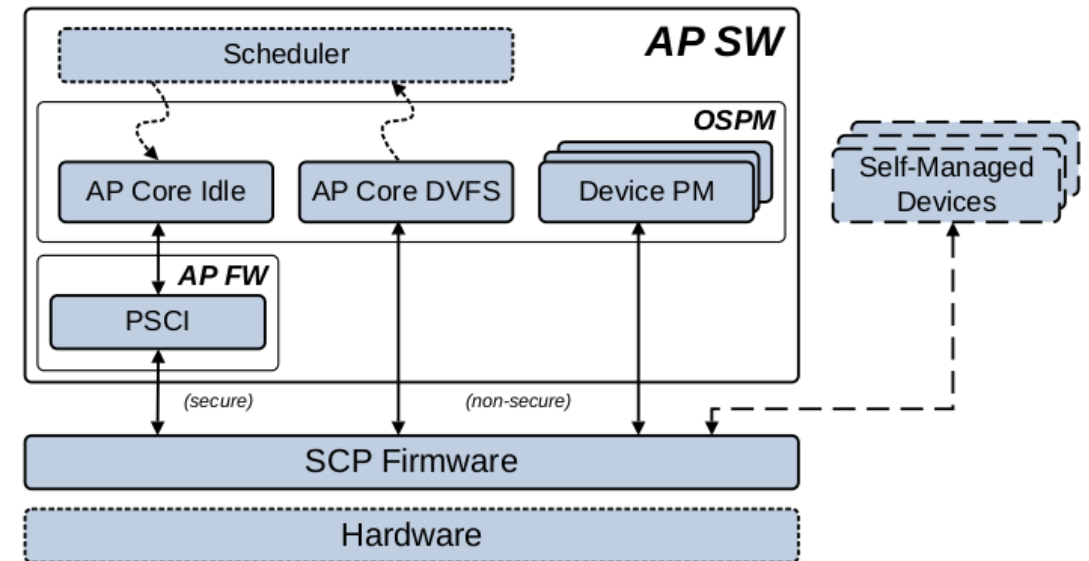 AP SW
Scheduler
OSPM
AP Core Idle
AP Core DVFS
Device PM
Self-Managed
Devices
AP FW
PSCI
(secure)
(non-secure)
SCP Firmware
Hardware